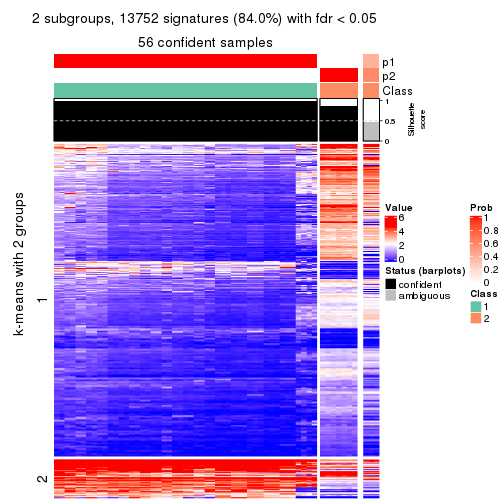 2 subgroups, 13752 signatures (84.0%) with fdr < 0.05
56 confident samples
p1
p2
Class
1
0.5
0
Silhouette
score
k-means with 2 groups
1
2
Value
6
4
2
0
Status (barplots)
confident
ambiguous
Prob
1
0.8
0.6
0.4
0.2
0
Class
1
2